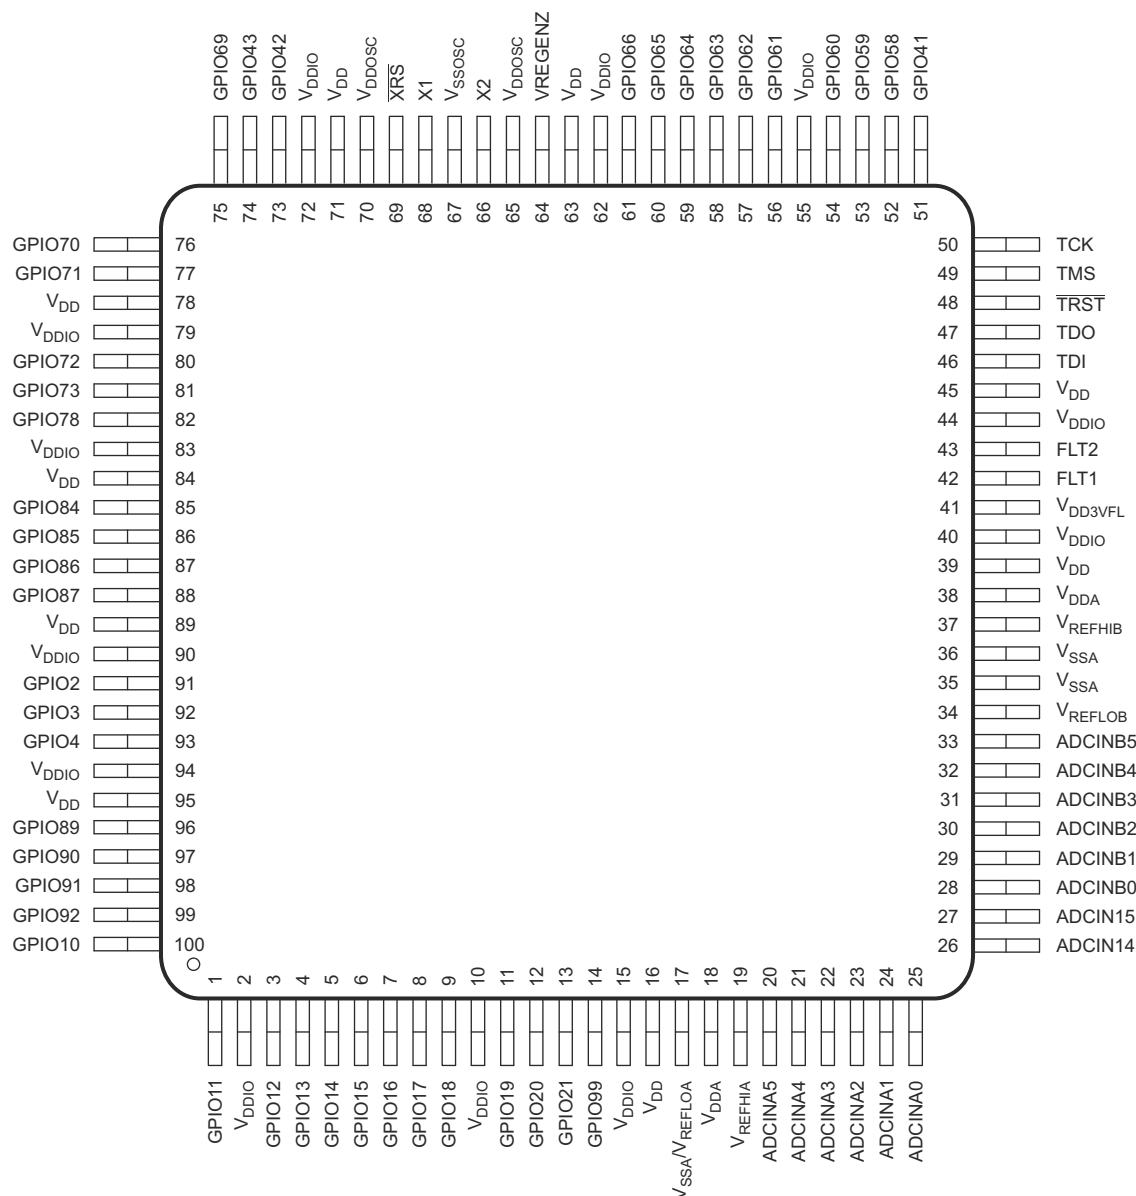 GPIO69 GPIO43 GPIO42 VDDIO VDD VDDOSC XRS X1 VSSOSC X2 VDDOSC VREGENZ VDD VDDIO GPIO66 GPIO65 GPIO64 GPIO63 GPIO62 GPIO61 VDDIO GPIO60 GPIO59 GPIO58 GPIO41
75 74 73 72 71 70 69 68 67 66 65 64 63 62 61 60 59 58 57 56 55 54 53 52 51
GPIO70 76 50 TCK
GPIO71 77 49 TMS
VDD 78 48 TRST
VDDIO 79 47 TDO
GPIO72 80 46 TDI
GPIO73 81 45 VDD
GPIO78 82 44 VDDIO
VDDIO 83 43 FLT2
VDD 84 42 FLT1
GPIO84 85 41 VDD3VFL
GPIO85 86 40 VDDIO
GPIO86 87 39 VDD
GPIO87 88 38 VDDA
VDD 89 37 VREFHIB
VDDIO 90 36 VSSA
GPIO2 91 35 VSSA
GPIO3 92 34 VREFLOB
GPIO4 93 33 ADCINB5
VDDIO 94 32 ADCINB4
VDD 95 31 ADCINB3
GPIO89 96 30 ADCINB2
GPIO90 97 29 ADCINB1
GPIO91 98 28 ADCINB0
GPIO92 99 27 ADCIN15
GPIO10 100 26 ADCIN14
1 2 3 4 5 6 7 8 9 10 11 12 13 14 15 16 17 18 19 20 21 22 23 24 25
GPIO11 VDDIO GPIO12 GPIO13 GPIO14 GPIO15 GPIO16 GPIO17 GPIO18 VDDIO GPIO19 GPIO20 GPIO21 GPIO99 VDDIO VDD VSSA/VREFLOA VDDA VREFHIA ADCINA5 ADCINA4 ADCINA3 ADCINA2 ADCINA1 ADCINA0